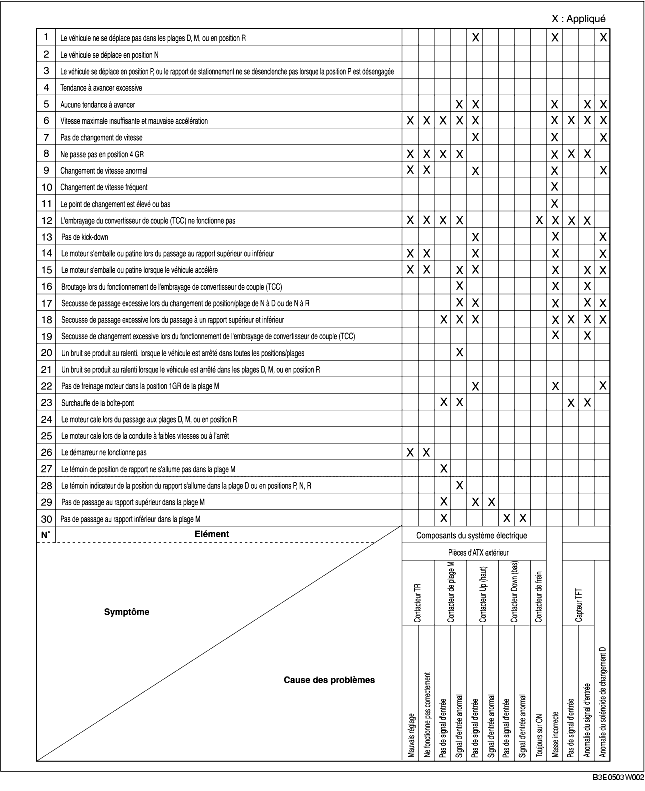 X : Appliqué
1 Le véhicule ne se déplace pas dans les plages D, M, ou en position R X X X
2 Le véhicule se déplace en position N
3 Le véhicule se déplace en position P, ou le rapport de stationnement ne se désenclenche pas lorsque la position P est désengagée
4 Tendance à avancer excessive
5 Aucune tendance à avancer X X X X X
6 Vitesse maximale insuffisante et mauvaise accélération X X X X X X X X X
7 Pas de changement de vitesse X X X
8 Ne passe pas en position 4 GR X X X X X X X
9 Changement de vitesse anormal X X X X X
10 Changement de vitesse fréquent X
11 Le point de changement est élevé ou bas X
12 L'embrayage du convertisseur de couple (TCC) ne fonctionne pas X X X X X X X X
13 Pas de kick-down X X X
14 Le moteur s'emballe ou patine lors du passage au rapport supérieur ou inférieur X X X X X
15 Le moteur s'emballe ou patine lorsque le véhicule accélère X X X X X X X
16 Broutage lors du fonctionnement de l'embrayage de convertisseur de couple (TCC) X X X
17 Secousse de passage excessive lors du changement de position/plage de N à D ou de N à R X X X X X
18 Secousse de passage excessive lors du passage à un rapport supérieur et inférieur X X X X X X X
19 Secousse de changement excessive lors du fonctionnement de l'embrayage de convertisseur de couple (TCC) X X
20 Un bruit se produit au ralenti. lorsque le véhicule est arrêté dans toutes les positions/plages X
21 Un bruit se produit au ralenti lorsque le véhicule est arrêté dans les plages D, M, ou en position R
22 Pas de freinage moteur dans la position 1GR de la plage M X X X
23 Surchauffe de la boîte-pont X X X X
24 Le moteur cale lors du passage aux plages D, M, ou en position R
25 Le moteur cale lors de la conduite à faibles vitesses ou à l'arrêt
26 Le démarreur ne fonctionne pas X X
27 Le témoin de position de rapport ne s'allume pas dans la plage M X
28 Le témoin indicateur de la position du rapport s'allume dans la plage D ou en positions P, N, R X
29 Pas de passage au rapport supérieur dans la plage M X X X
30 Pas de passage au rapport inférieur dans la plage M X X X
N° Elément
Composants du système électrique
Pièces d'ATX extérieur
Symptôme
Cause des problèmes
Contacteur TR
Contacteur de plage M
Contacteur Up (haut)
Contacteur Down (bas)
Contacteur de frein
Capteur TFT
Mauvais réglage
Ne fonctionne pas correctement
Pas de signal d'entrée
Signal d'entrée anormal
Pas de signal d'entrée
Signal d'entrée anormal
Pas de signal d'entrée
Signal d'entrée anormal
Toujours sur ON
Masse incorrecte
Pas de signal d'entrée
Anomalie du signal d'entrée
Anomalie du solénoïde de changement D
B3E0503W002